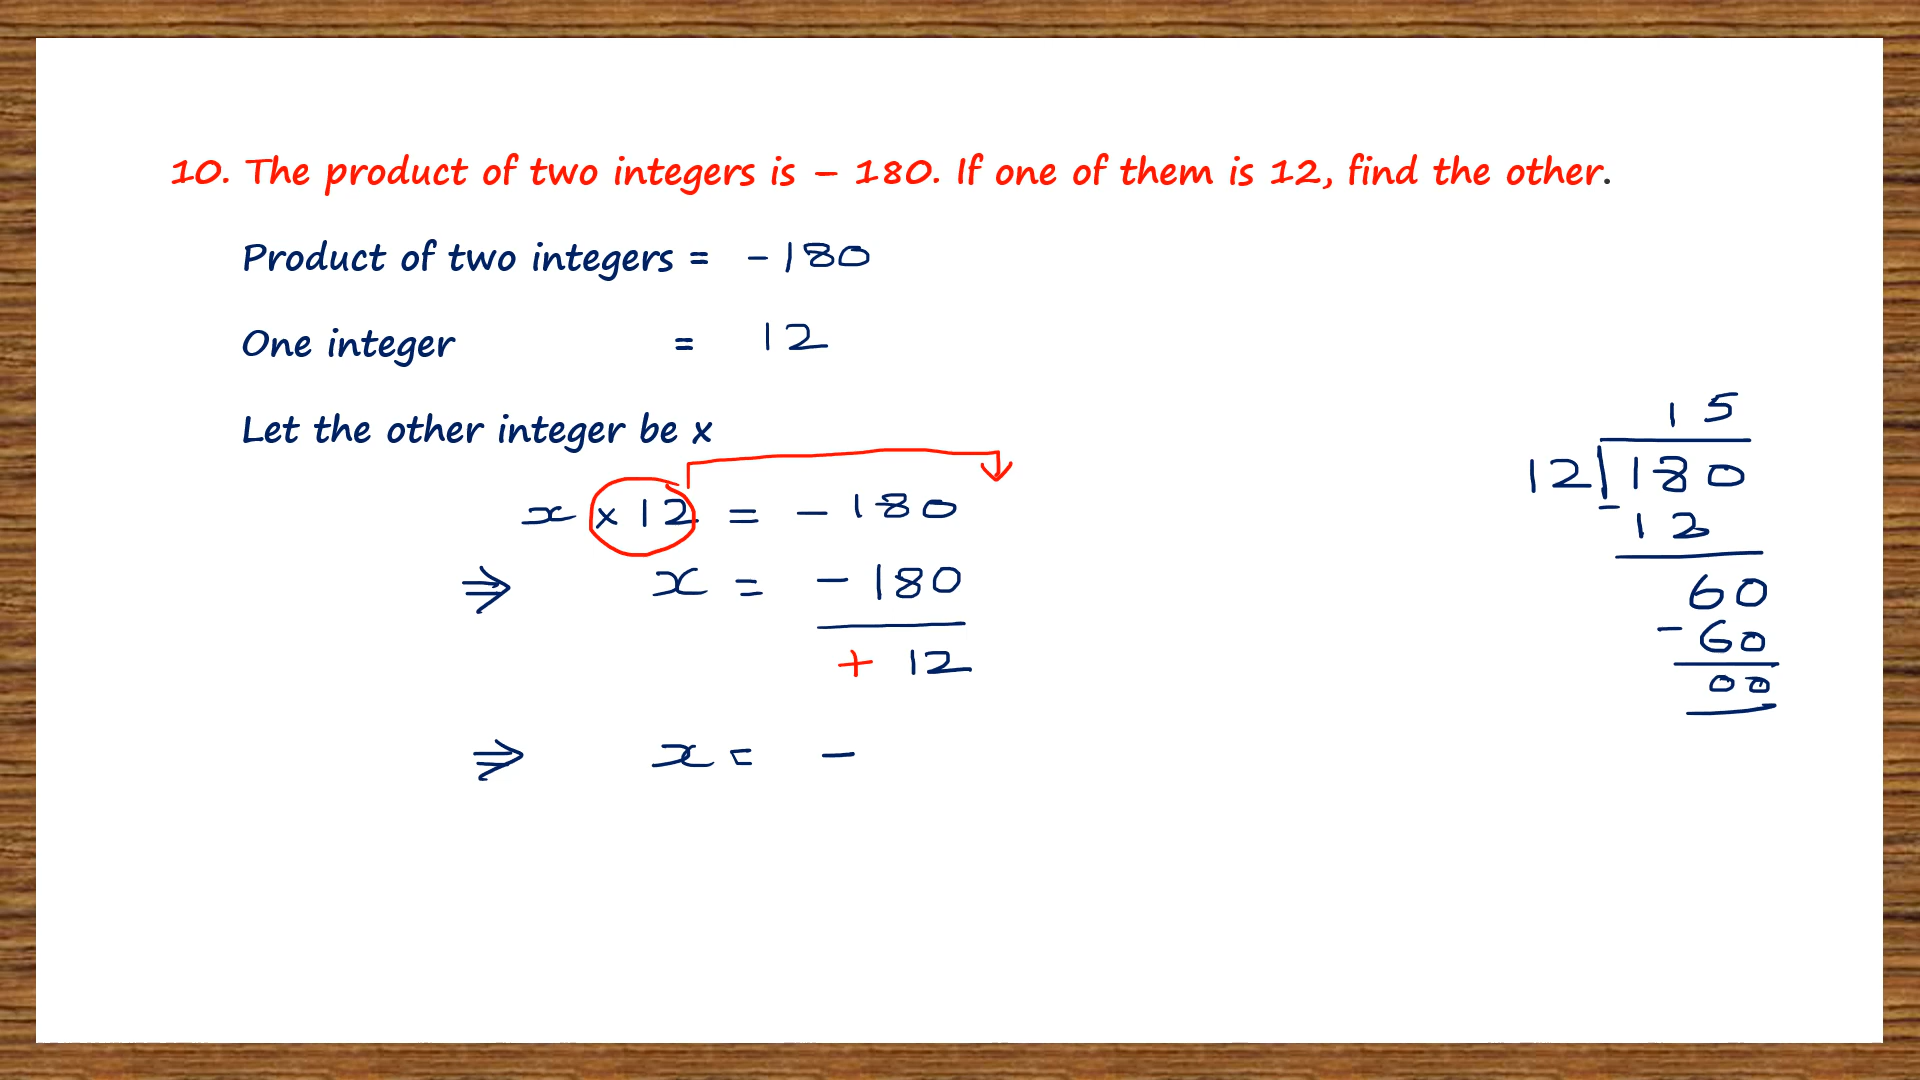 10. The product of two integers is – 180. If one of them is 12, find the other.
Product of two integers = - 180
One integer = 12
Let the other integer be x
x × 12 = - 180
⇒ x = - 180
+ 12
⇒ x = -
15
12 180
- 12
60
- 60
00